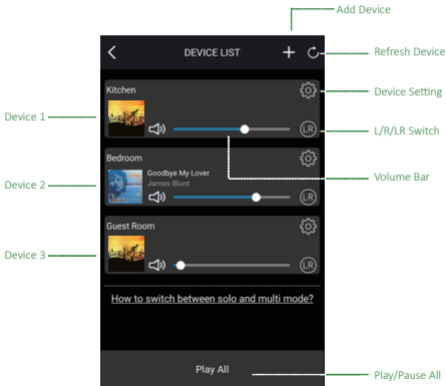 Add Device
DEVICE LIST
Refresh Device
Kitchen
Device Setting
Device 1
LR
L/R/LR Switch
Bedroom
Goodbye My Lover
James Blunt
Volume Bar
Device 2
LR
Guest Room
Device 3
LR
How to switch between solo and multi mode?
Play All
Play/Pause All